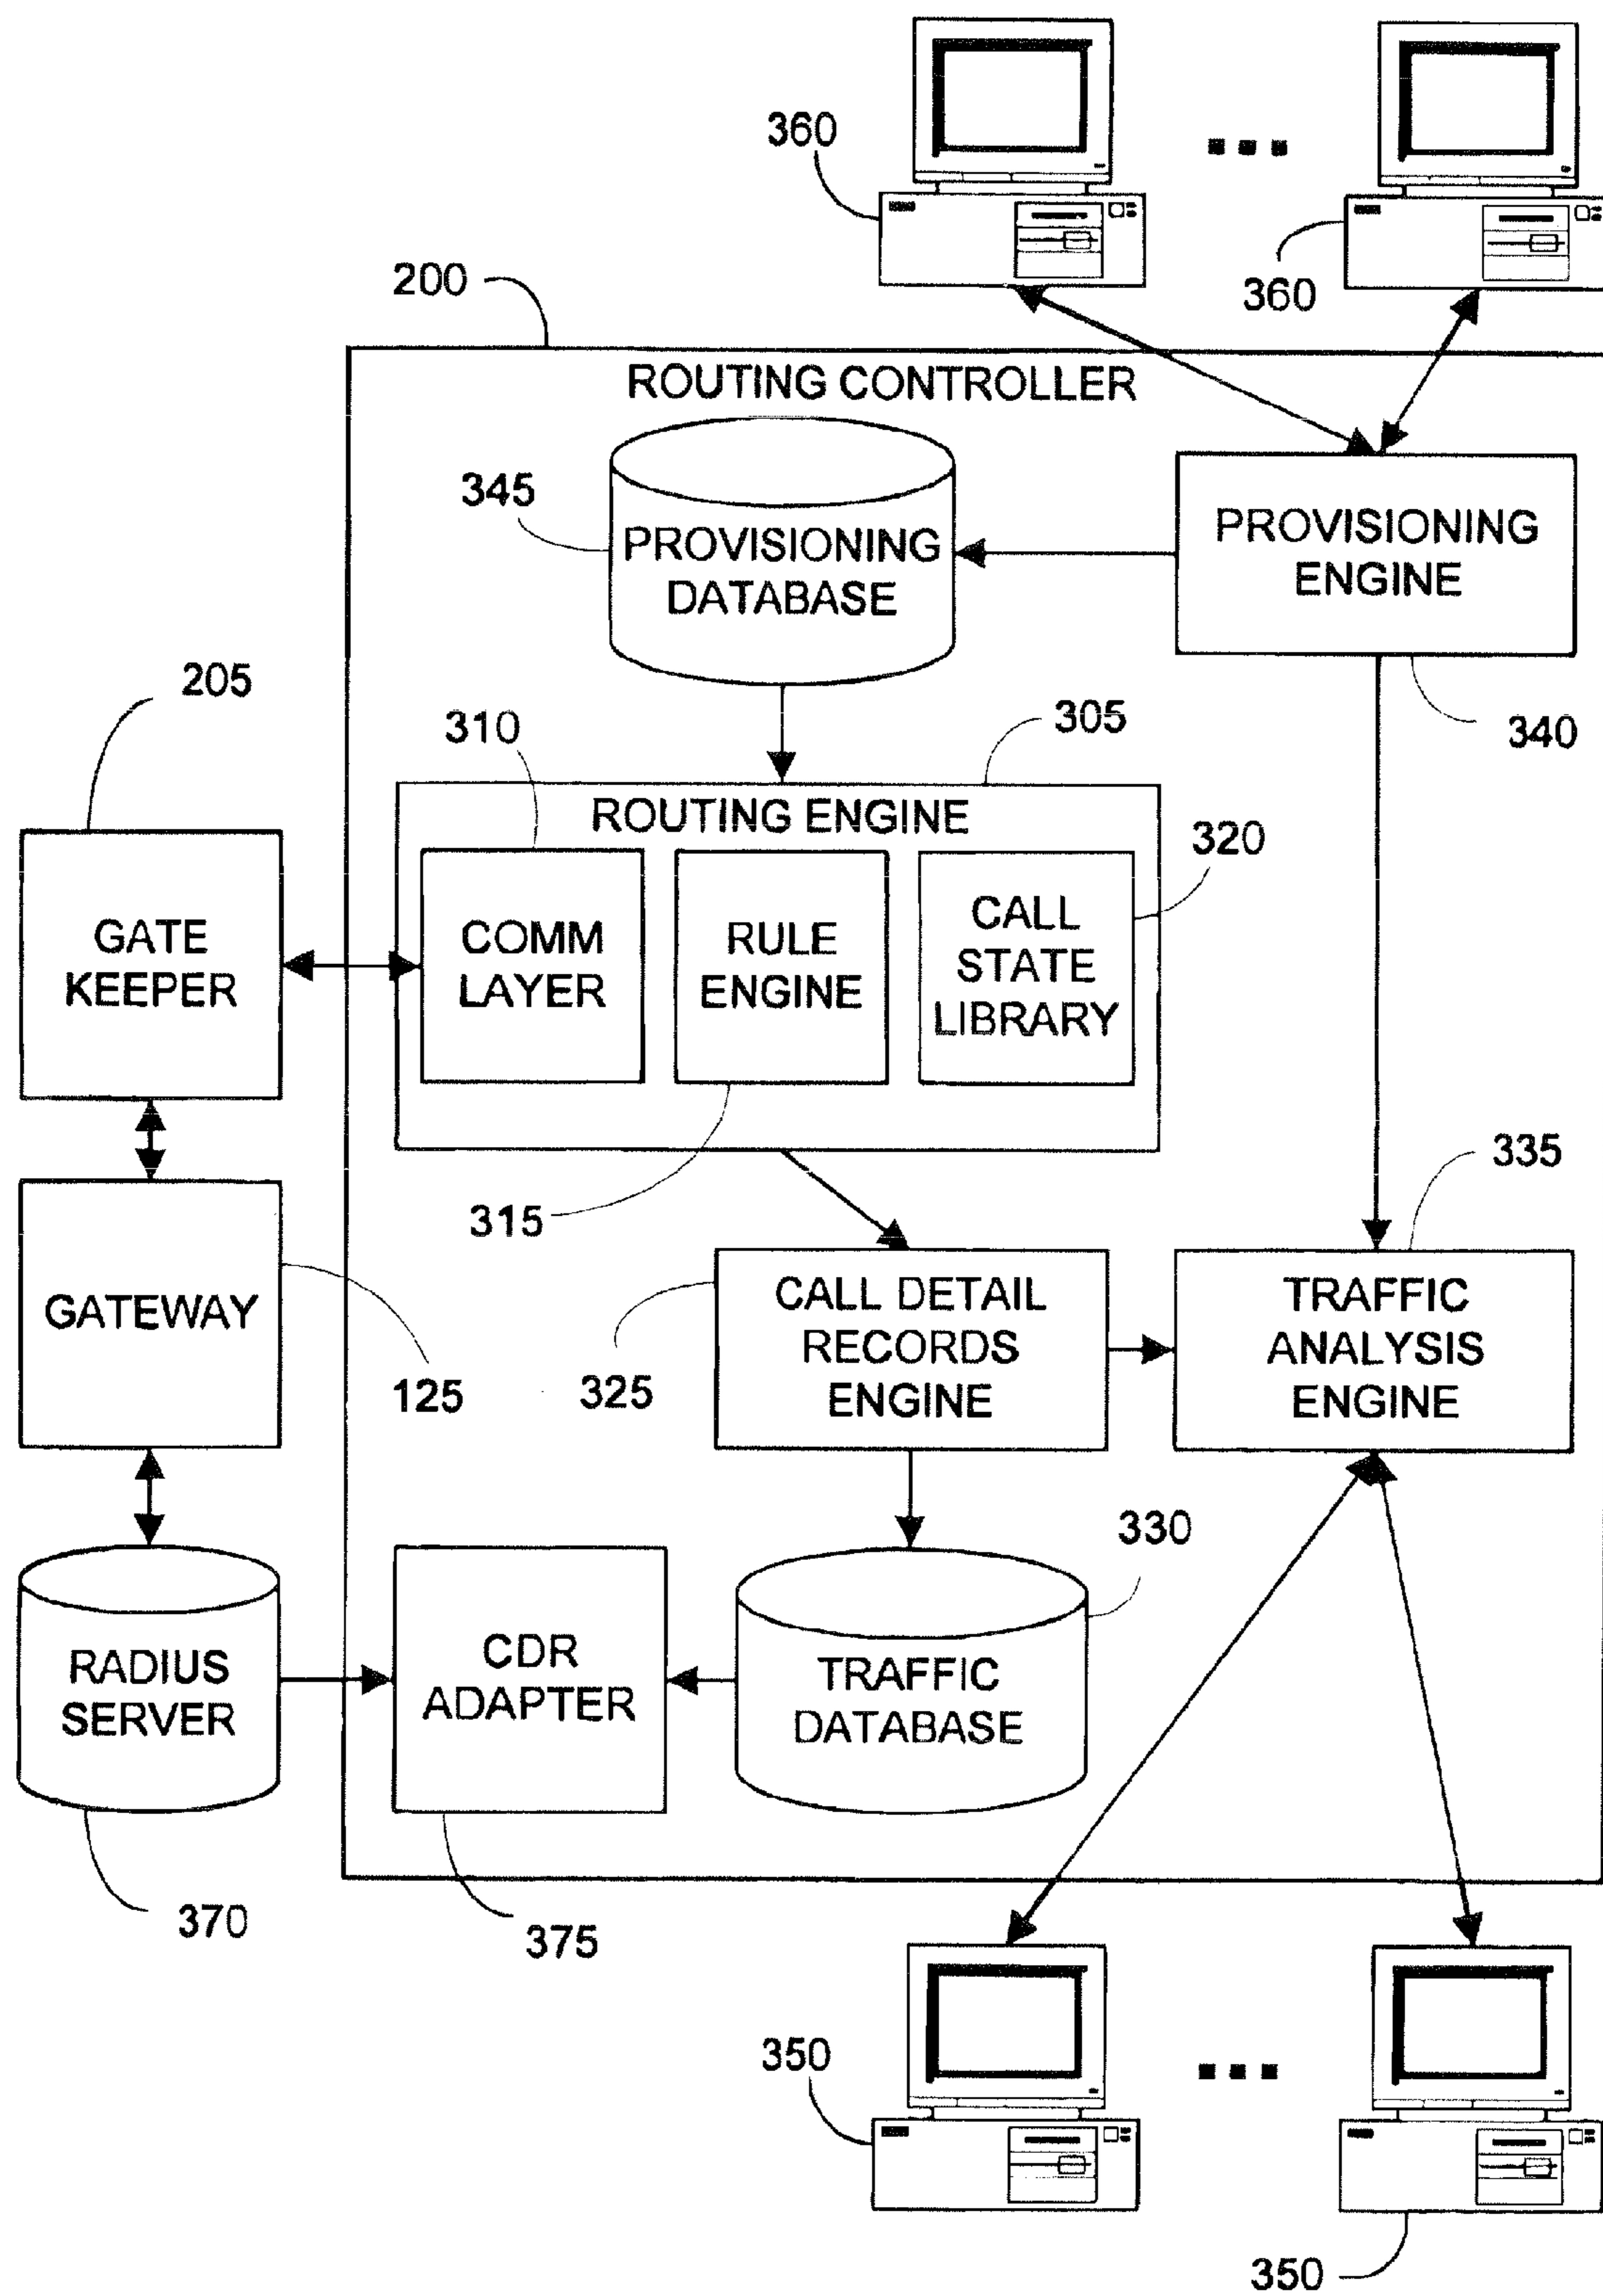 360
360
200
ROUTING CONTROLLER
345
PROVISIONING
DATABASE
PROVISIONING
ENGINE
340
205
310
305
ROUTING ENGINE
320
GATE
KEEPER
COMM
LAYER
RULE
ENGINE
CALL
STATE
LIBRARY
315
335
GATEWAY
125
325
CALL DETAIL
RECORDS
ENGINE
TRAFFIC
ANALYSIS
ENGINE
330
RADIUS
SERVER
CDR
ADAPTER
TRAFFIC
DATABASE
370
375
350
350